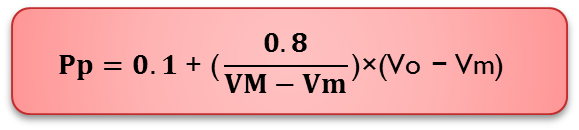 Pp = 0.1 + (0.8 / VM − Vm)×(Vo − Vm)